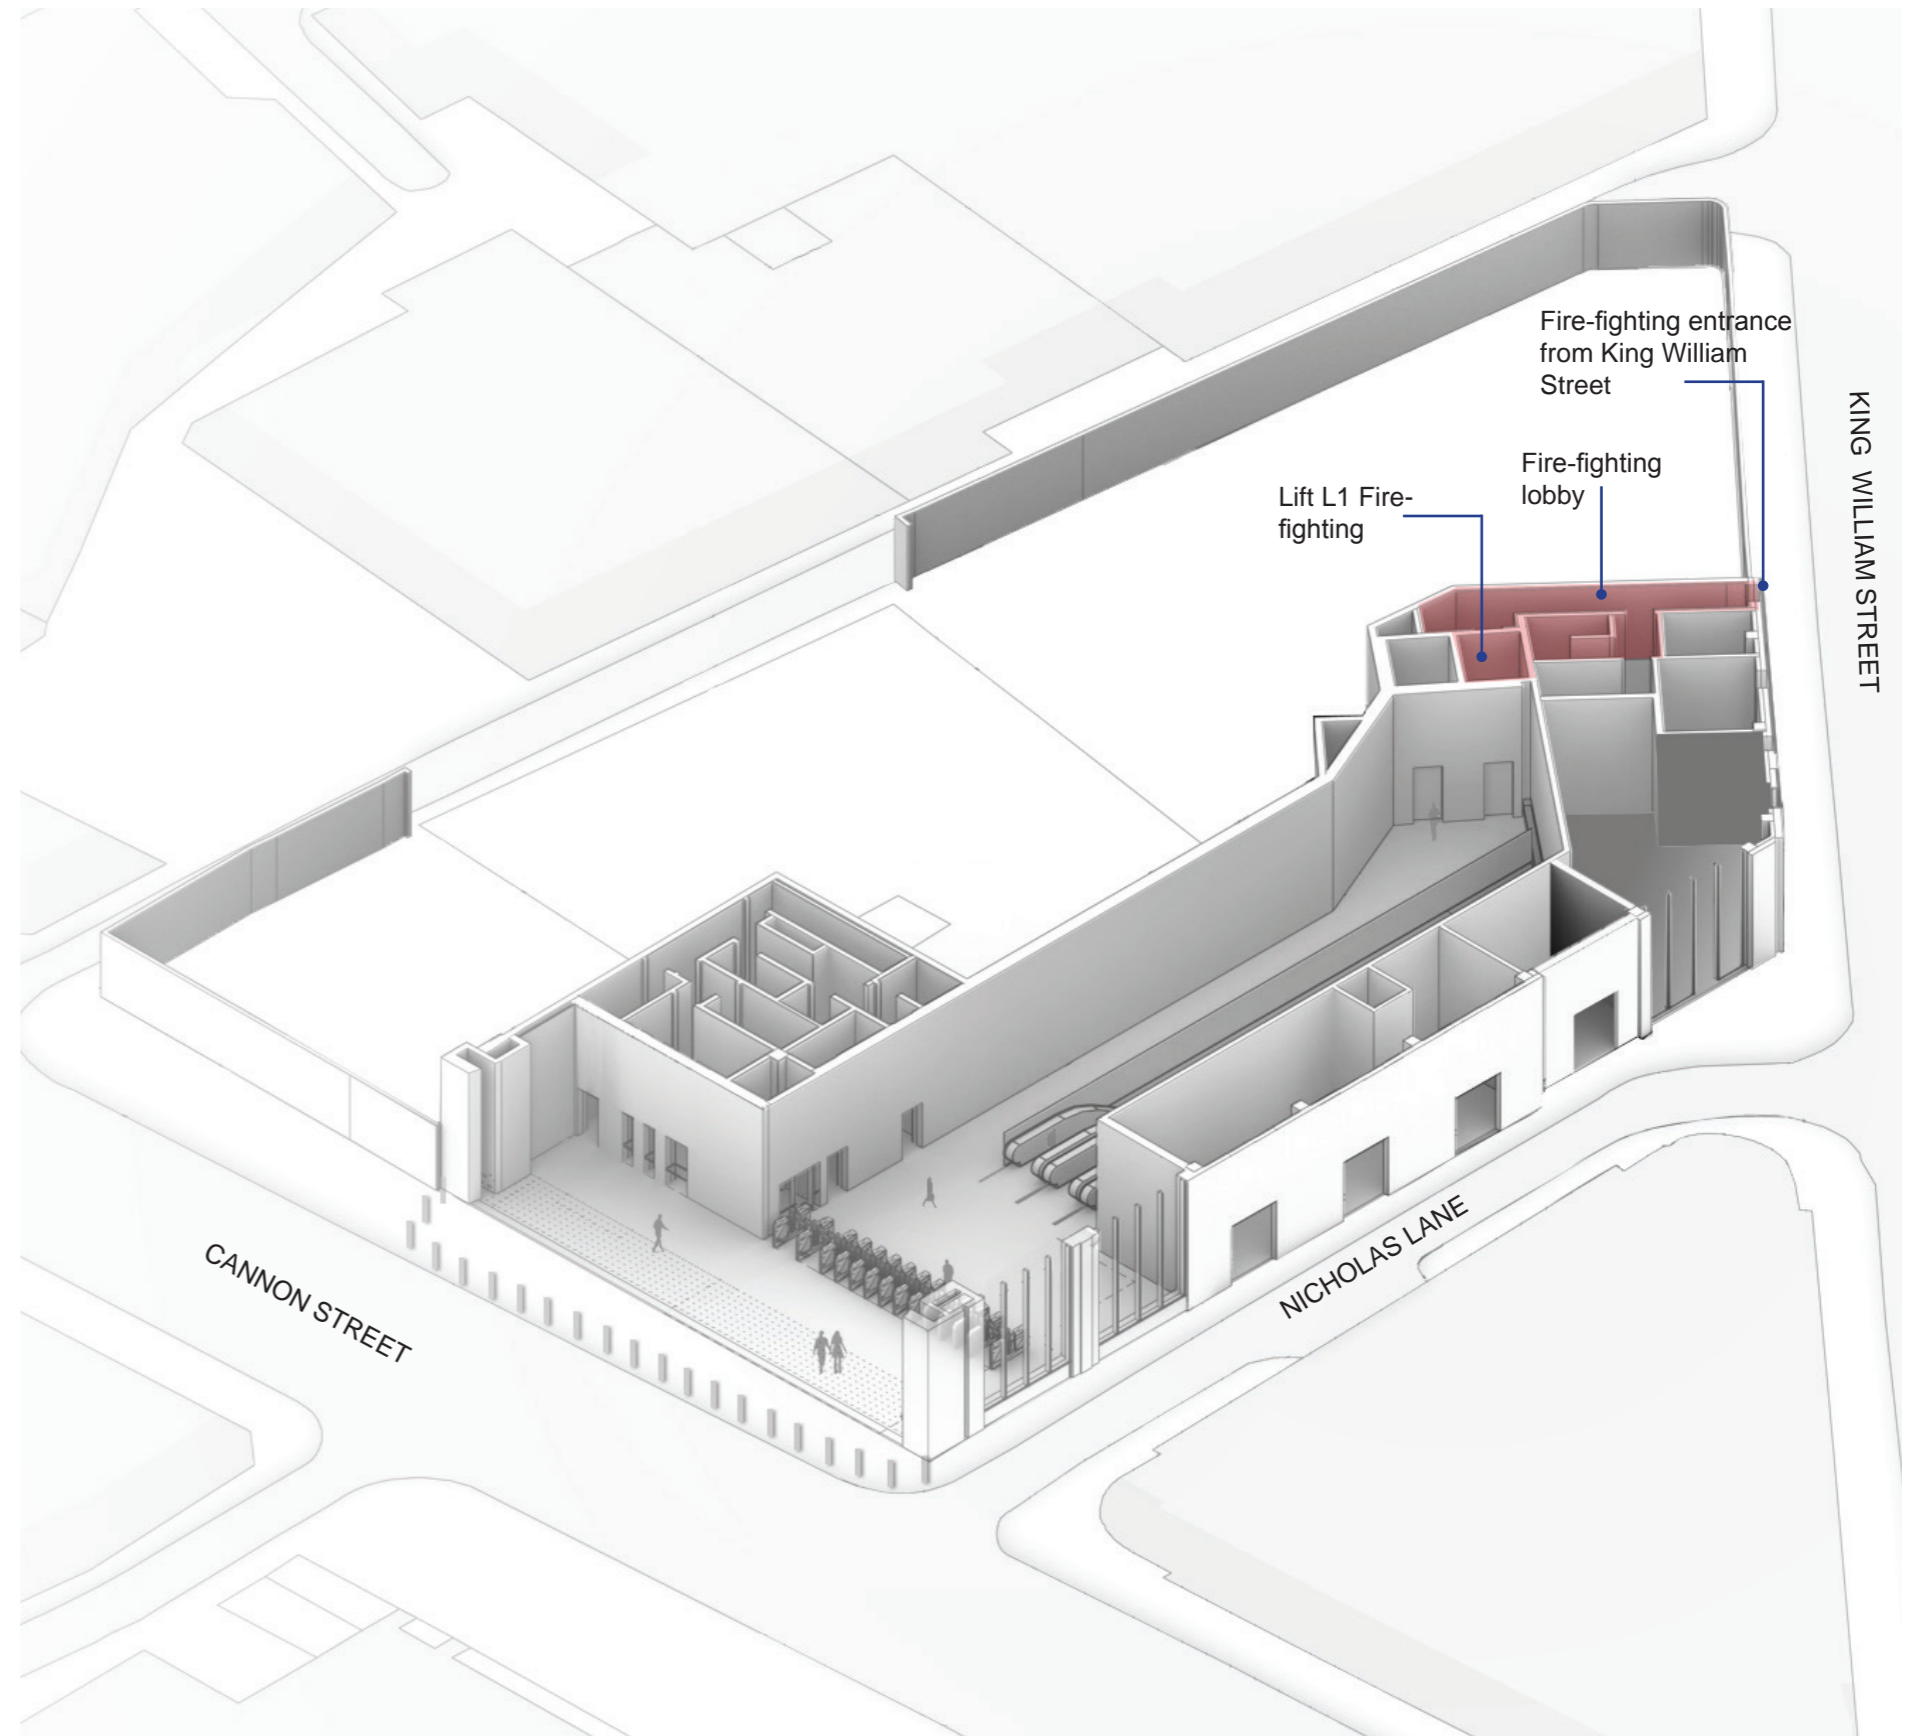 Fire-fighting entrance
from King William
Street
KING WILLIAM STREET
Fire-fighting
lobby
Lift L1 Fire-
fighting
NICHOLAS LANE
CANNON STREET